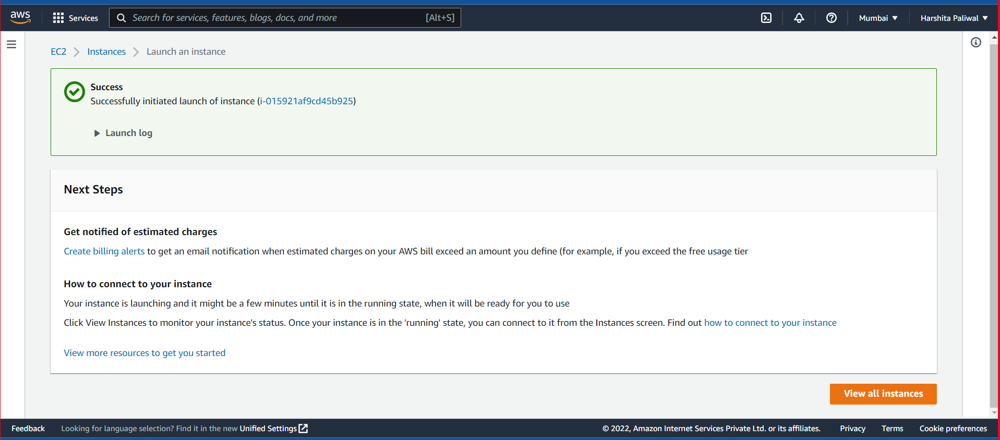 aws
Services
Search for services, features, blogs, docs, and more
[Alt+S]
Mumbai
Harshita Paliwal
EC2
Instances
Launch an instance
Success
Successfully initiated launch of instance (i-015921af9cd45b925)
Launch log
Next Steps
Get notified of estimated charges
Create billing alerts to get an email notification when estimated charges on your AWS bill exceed an amount you define (for example, if you exceed the free usage tier
How to connect to your instance
Your instance is launching and it might be a few minutes until it is in the running state, when it will be ready for you to use
Click View Instances to monitor your instance's status. Once your instance is in the 'running' state, you can connect to it from the Instances screen. Find out how to connect to your instance
View more resources to get you started
View all instances
Feedback
Looking for language selection? Find it in the new Unified Settings
© 2022, Amazon Internet Services Private Ltd. or its affiliates.
Privacy
Terms
Cookie preferences